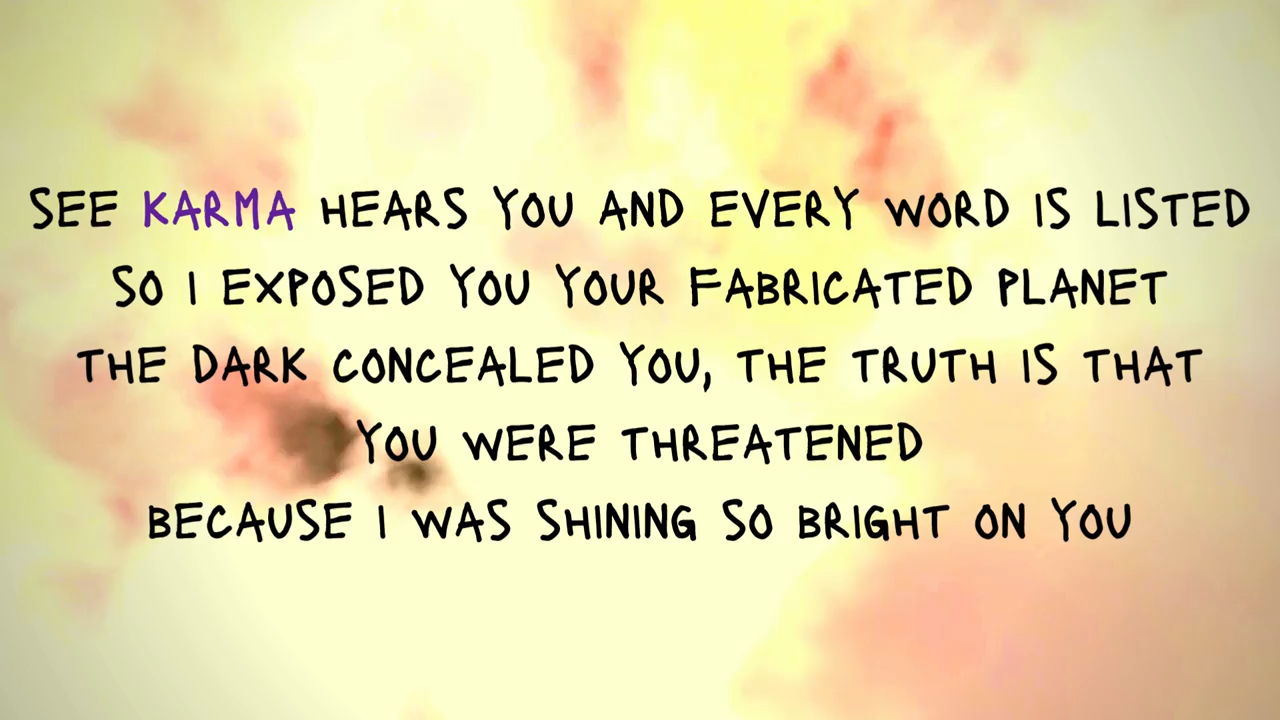 SEE KARMA HEARS YOU AND EVERY WORD IS LISTED
SO I EXPOSED YOU YOUR FABRICATED PLANET
THE DARK CONCEALED YOU, THE TRUTH IS THAT
YOU WERE THREATENED
BECAUSE I WAS SHINING SO BRIGHT ON YOU